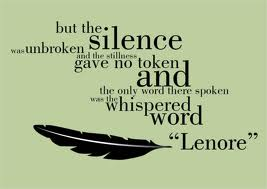 but the
silence
was unbroken
and the stillness
gave no token
and
the only word there spoken
was the
whispered
word
“Lenore”